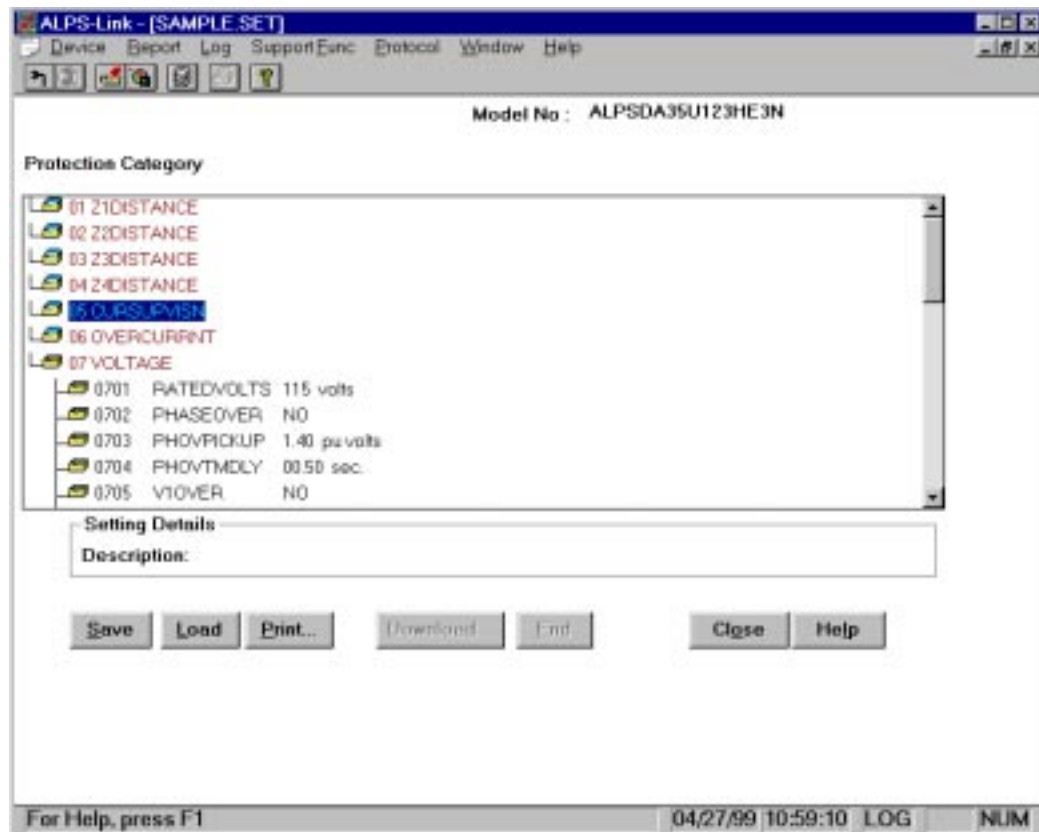 ALPS-Link - [SAMPLE.SET]
Device Report Log SupportFunc Protocol Window Help
Model No : ALPSDA35U123HE3N
Protection Category
01 Z1DISTANCE
02 Z2DISTANCE
03 Z3DISTANCE
04 Z4DISTANCE
05 CURSUPVISN
06 OVERCURRNT
07 VOLTAGE
0701 RATEDVOLTS 115 volts
0702 PHASEOVER NO
0703 PHOVPICKUP 1.40 pu volts
0704 PHOVTMDLY 00.50 sec.
0705 V1OVER NO
Setting Details
Description:
Save Load Print... Download End Close Help
For Help, press F1 04/27/99 10:59:10 LOG NUM